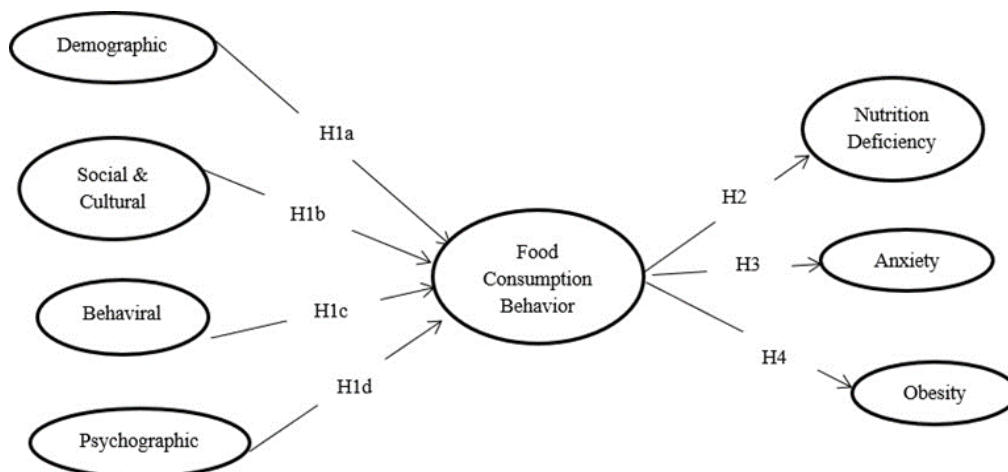 Demographic
H1a
Social &
Cultural
H1b
Behaviral
H1c
Psychographic
H1d
Food
Consumption
Behavior
H2
Nutrition
Deficiency
H3
Anxiety
H4
Obesity